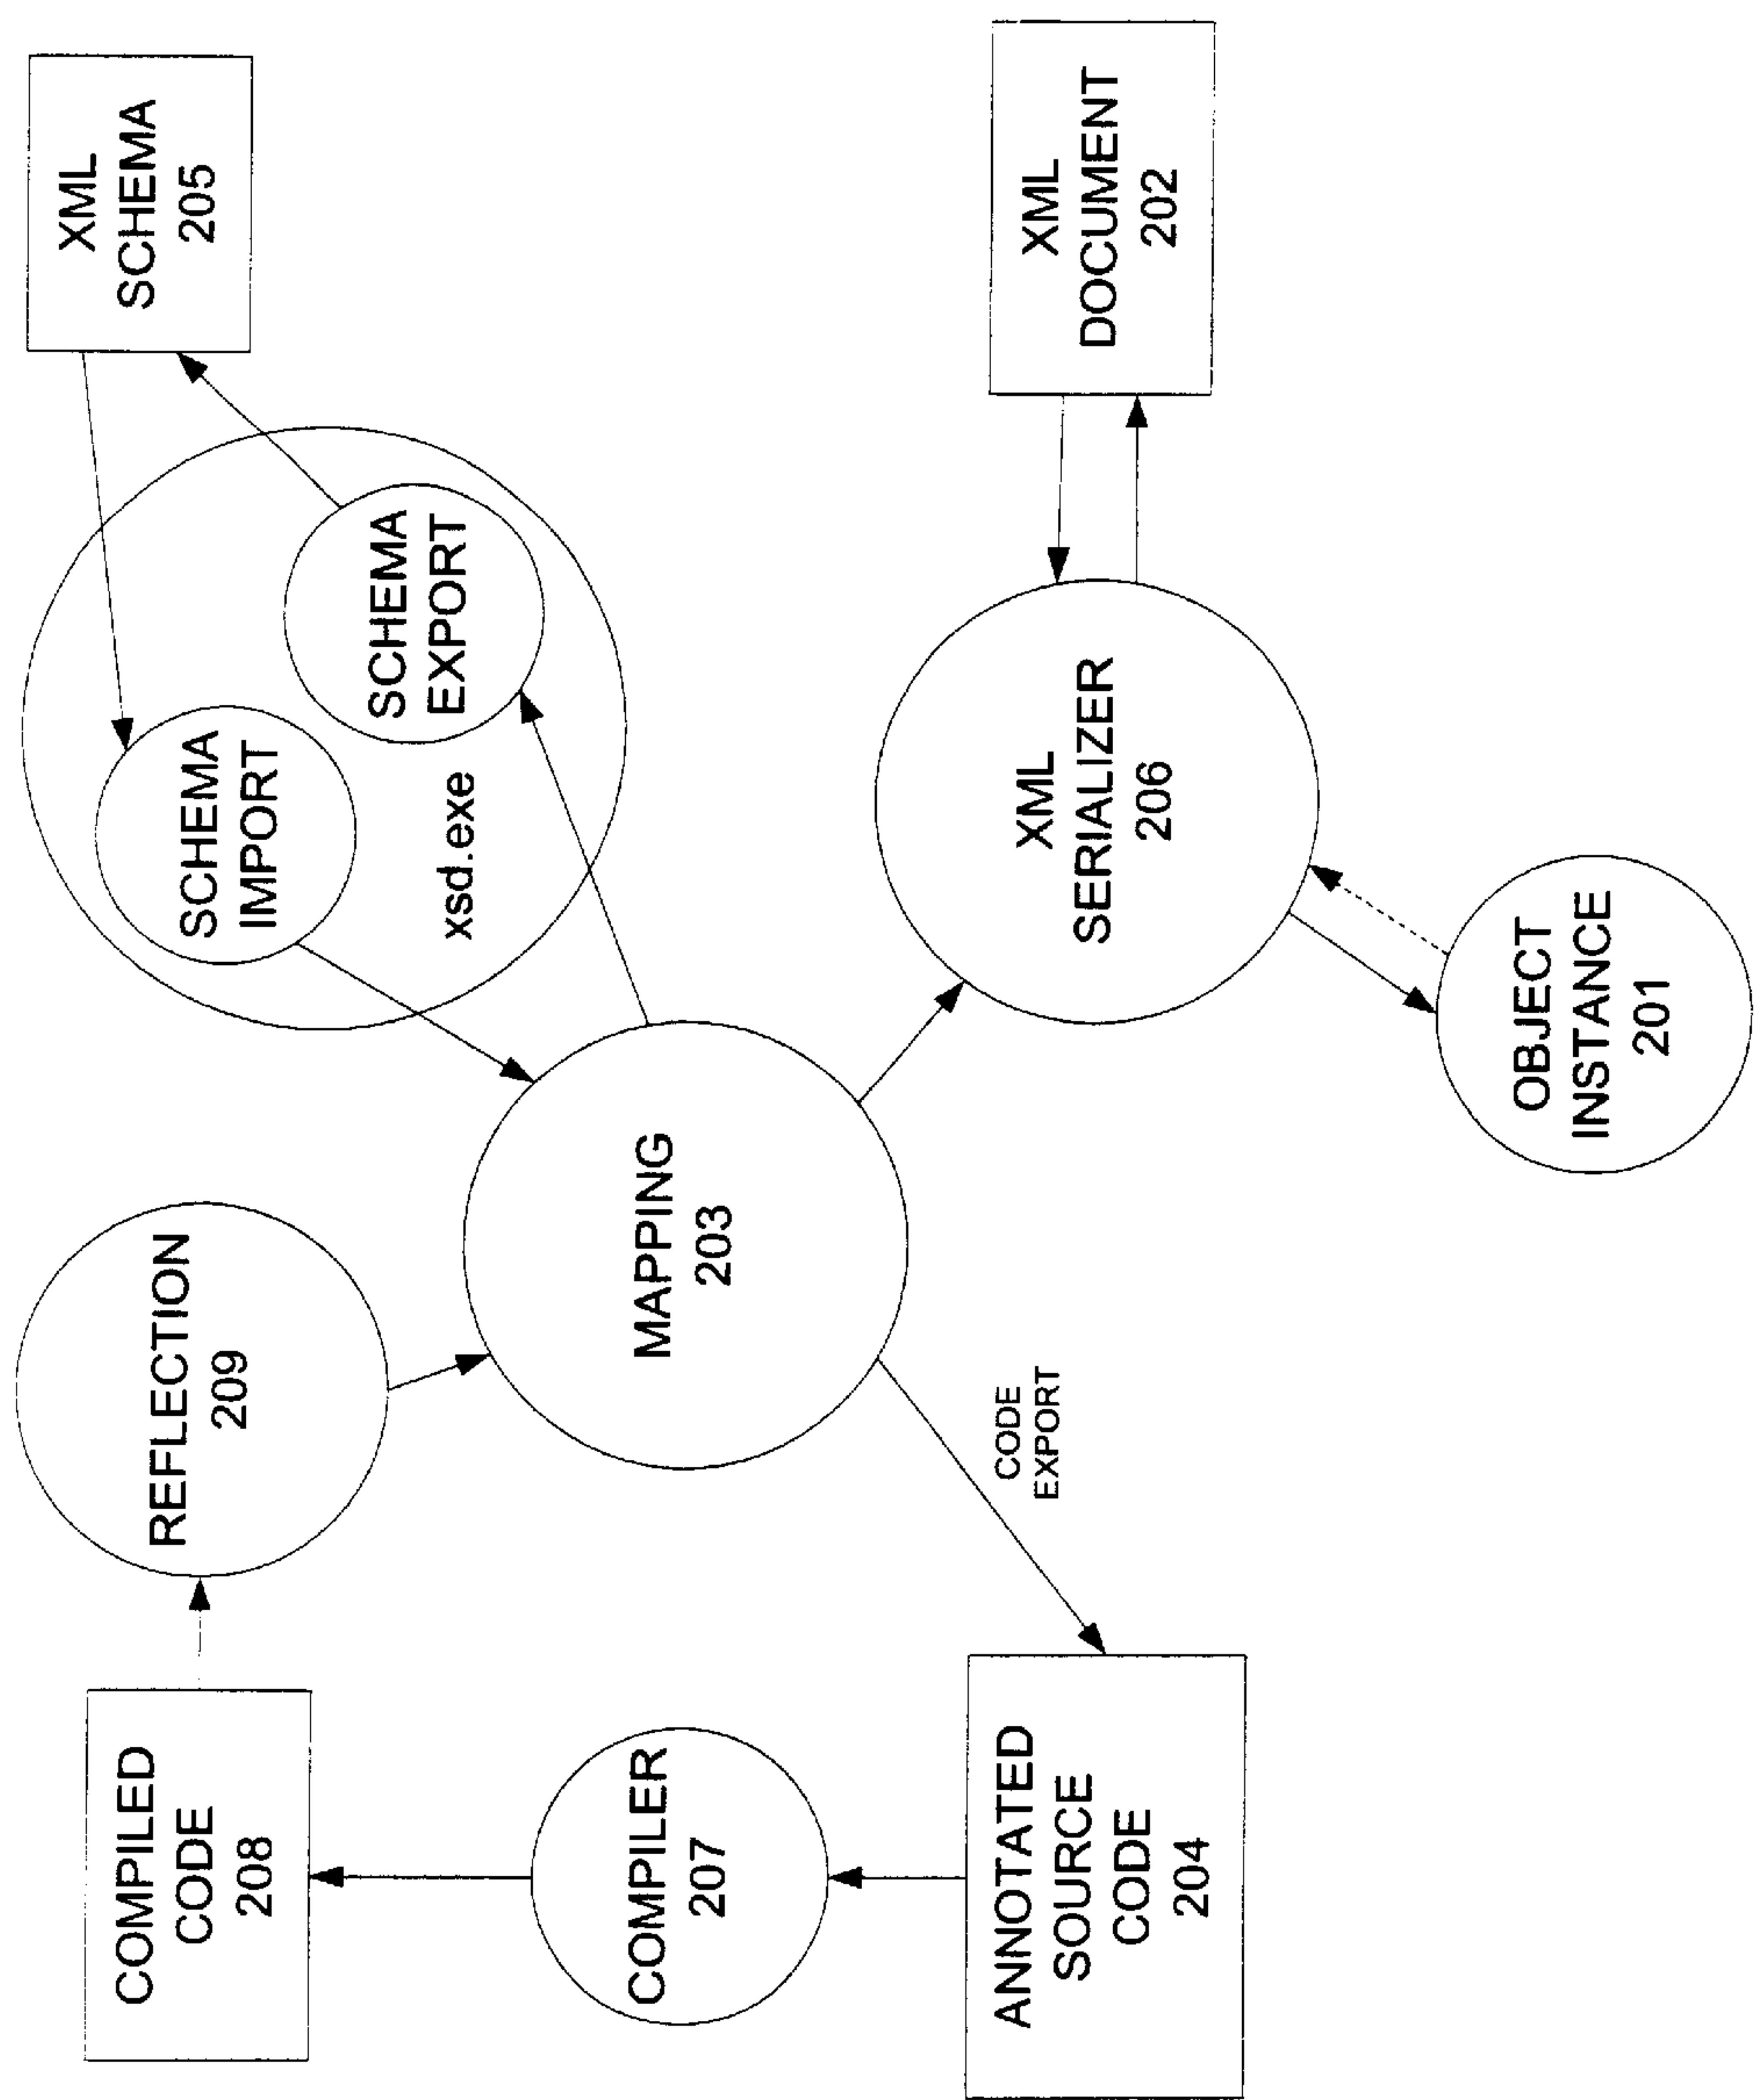 COMPILED
CODE
208
REFLECTION
209
XML
SCHEMA
205
SCHEMA
IMPORT
SCHEMA
EXPORT
xsd.exe
COMPILER
207
MAPPING
203
ANNOTATED
SOURCE
CODE
204
CODE
EXPORT
XML
SERIALIZER
206
XML
DOCUMENT
202
OBJECT
INSTANCE
201